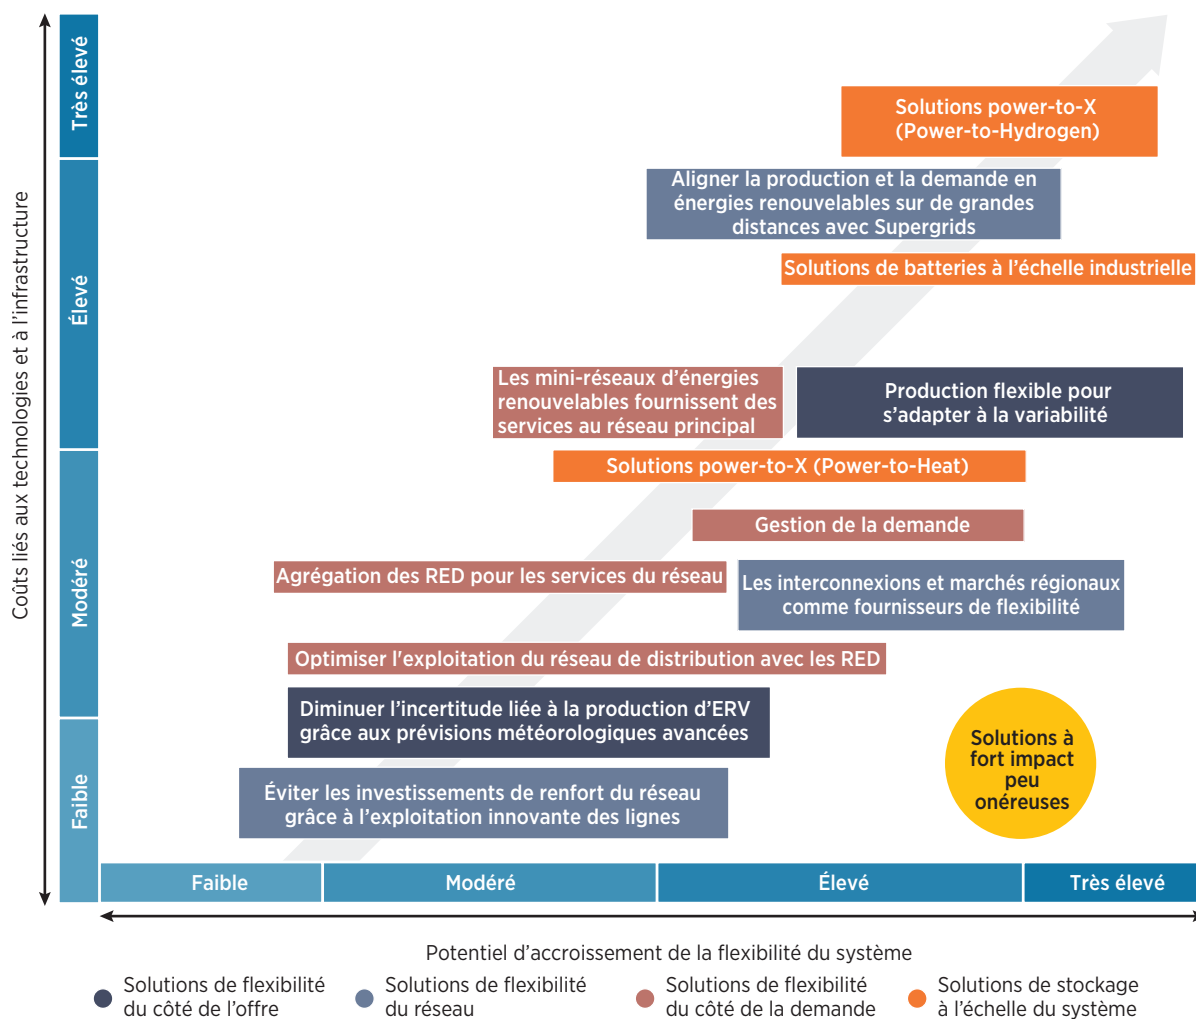 Coûts liés aux technologies et à l'infrastructure
Très élevé
Élevé
Modéré
Faible
Solutions power-to-X
(Power-to-Hydrogen)
Aligner la production et la demande en
énergies renouvelables sur de grandes
distances avec Supergrids
Solutions de batteries à l'échelle industrielle
Les mini-réseaux d'énergies
renouvelables fournissent des
services au réseau principal
Production flexible pour
s'adapter à la variabilité
Solutions power-to-X (Power-to-Heat)
Gestion de la demande
Agrégation des RED pour les services du réseau
Les interconnexions et marchés régionaux
comme fournisseurs de flexibilité
Optimiser l'exploitation du réseau de distribution avec les RED
Diminuer l'incertitude liée à la production d'ERV
grâce aux prévisions météorologiques avancées
Solutions à
fort impact
peu
onéreuses
Éviter les investissements de renfort du réseau
grâce à l'exploitation innovante des lignes
Faible
Modéré
Élevé
Très élevé
Potentiel d'accroissement de la flexibilité du système
Solutions de flexibilité
du côté de l'offre
Solutions de flexibilité
du réseau
Solutions de flexibilité
du côté de la demande
Solutions de stockage
à l'échelle du système